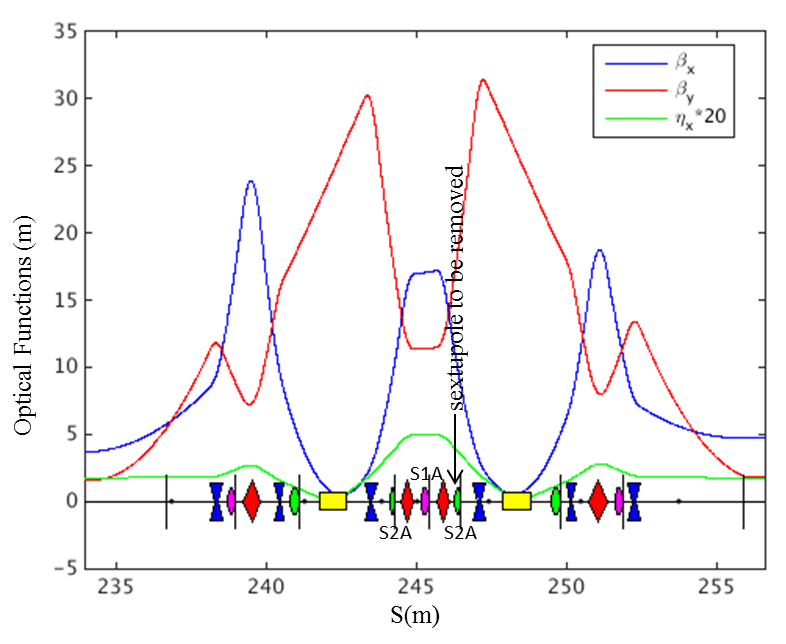 35
30
25
20
15
10
5
0
−5
235
240
245
250
255
Optical Functions (m)
S(m)
βx
βy
ηx*20
sextupole to be removed
S1A
S2A
S2A